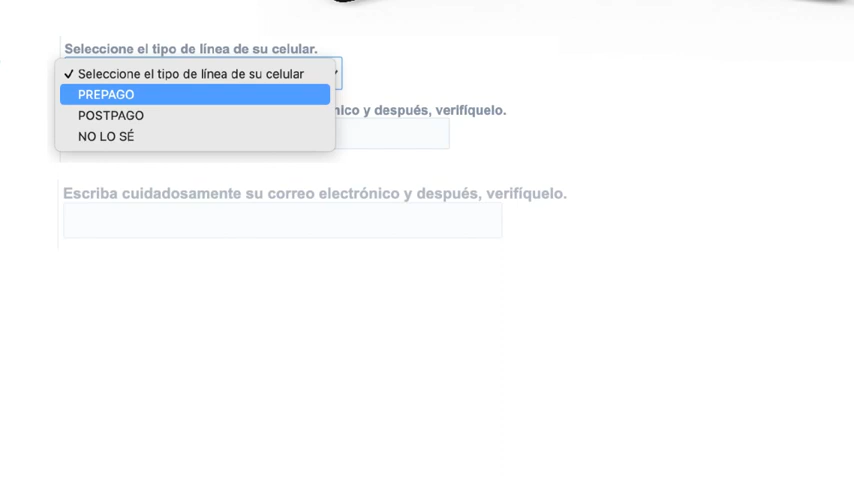 Seleccione el tipo de línea de su celular.
✓ Seleccione el tipo de línea de su celular
PREPAGO
nico y después, verifíquelo.
POSTPAGO
NO LO SÉ
Escriba cuidadosamente su correo electrónico y después, verifíquelo.